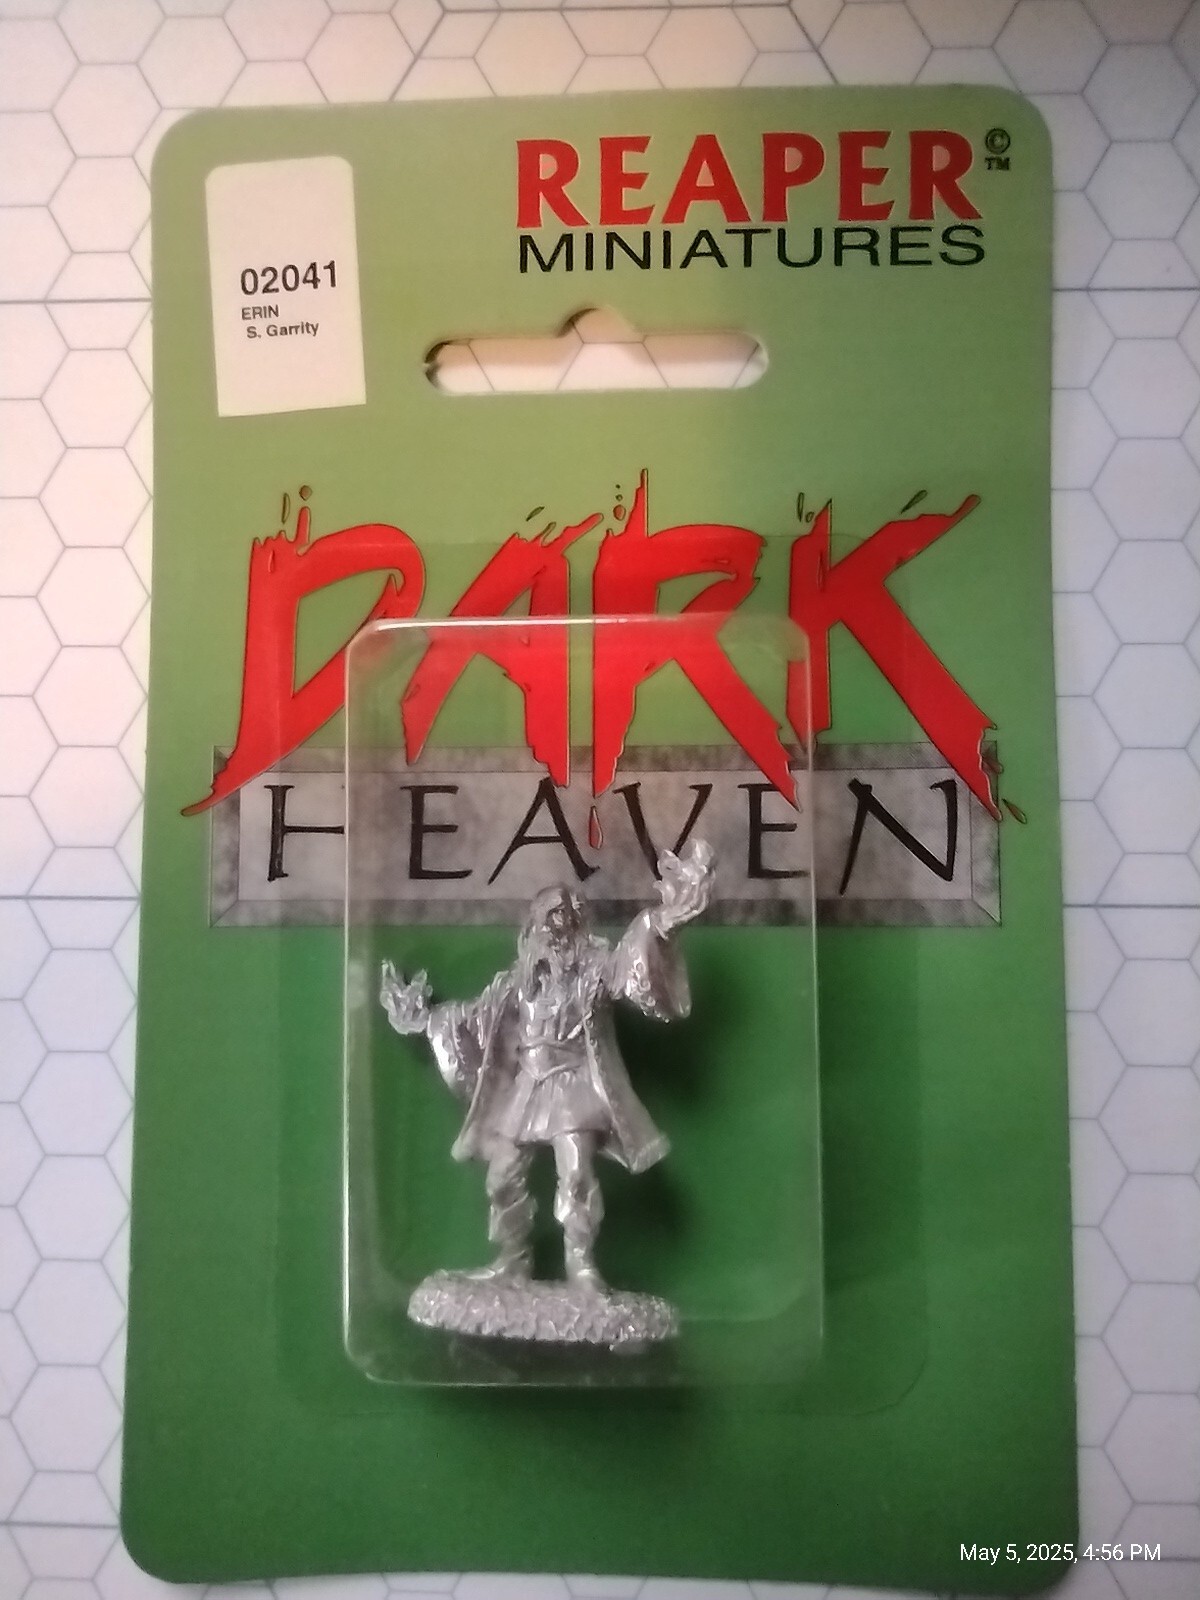 REAPER ©
™
MINIATURES
02041
ERIN
S. Garrity
DARK
HEAVEN
May 5, 2025, 4:56 PM